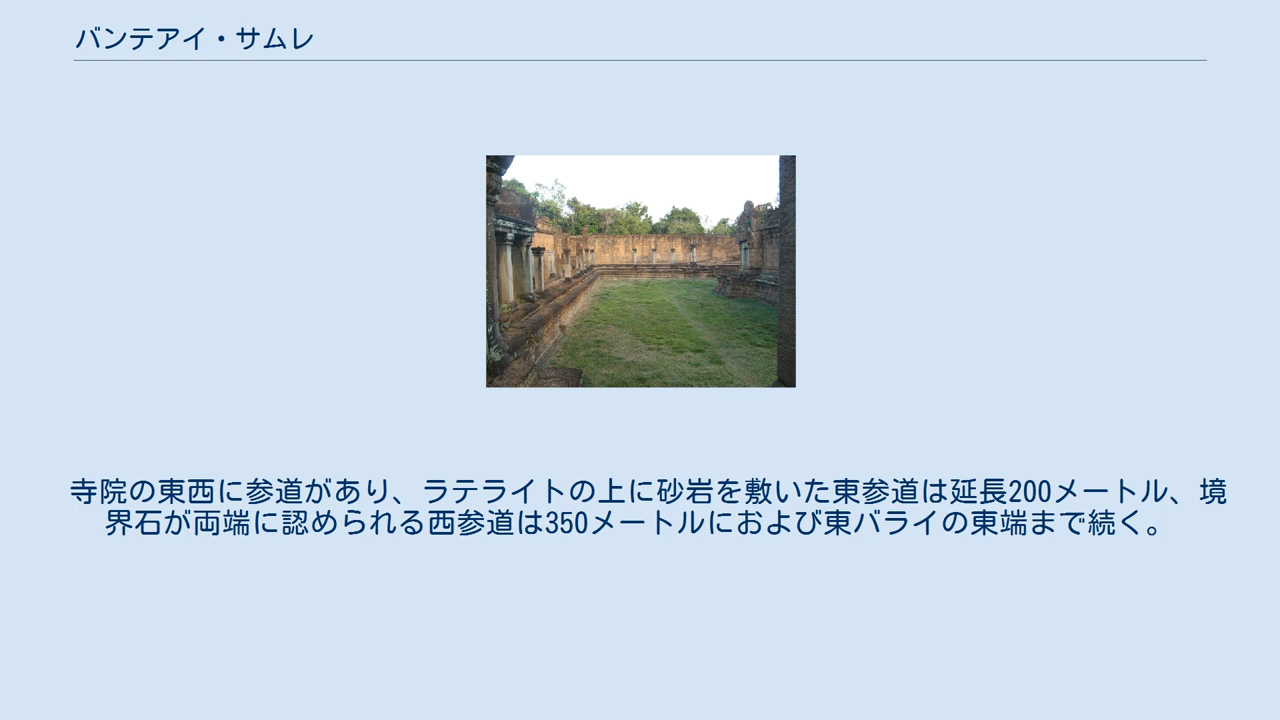 バンテアイ・サムレ
寺院の東西に参道があり、ラテライトの上に砂岩を敷いた東参道は延長200メートル、境
界石が両端に認められる西参道は350メートルにおよび東バライの東端まで続く。